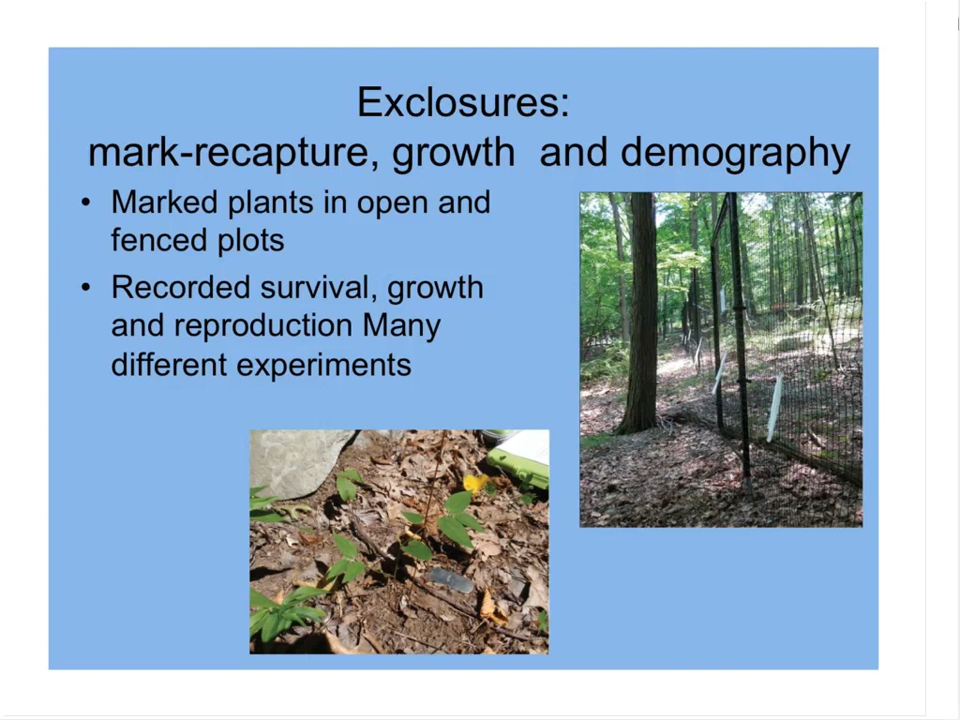 Exclosures:
mark-recapture, growth  and demography
• Marked plants in open and
fenced plots
• Recorded survival, growth
and reproduction Many
different experiments